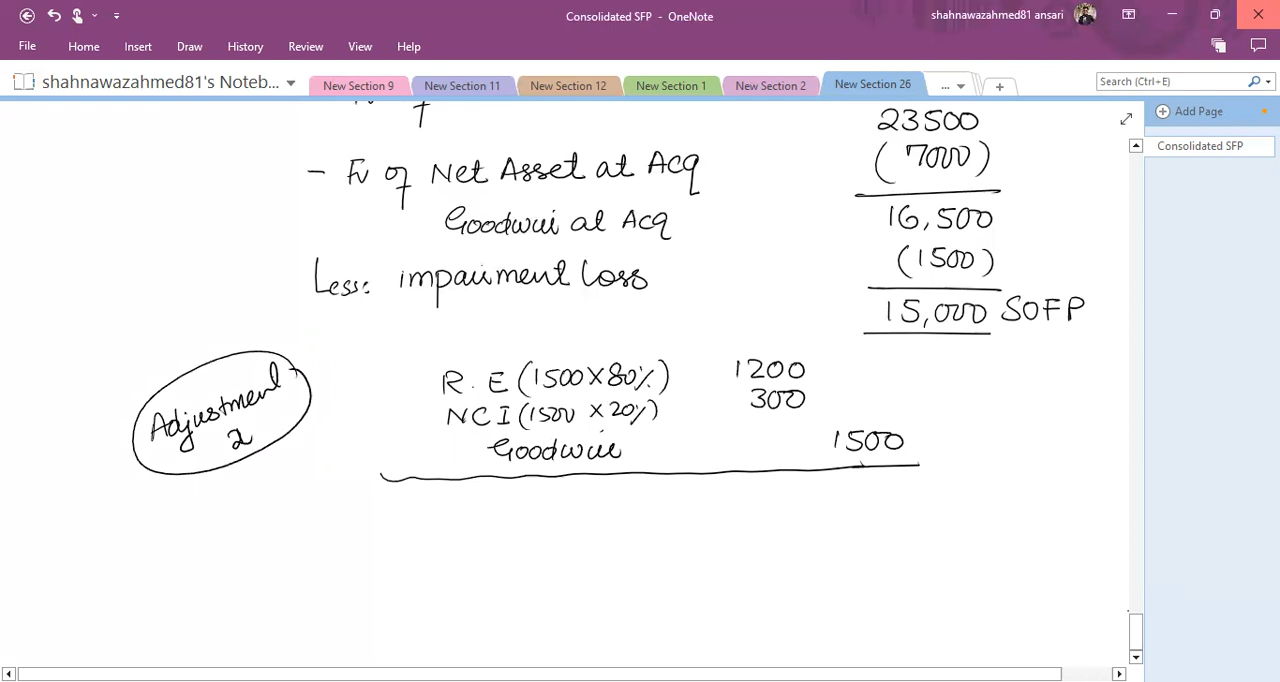 Consolidated SFP - OneNote
shahnawazahmed81 ansari
File Home Insert Draw History Review View Help
shahnawazahmed81's Noteb... New Section 9 New Section 11 New Section 12 New Section 1 New Section 2 New Section 26 ... + Search (Ctrl+E)
Add Page
Consolidated SFP
23500
- Fv of Net Asset at Acq (7000)
Goodwill at Acq 16,500
Less: impairment Loss (1500)
15,000 SOFP
Adjustment
2
R.E (1500 X 80%) 1200
NCI (1500 X 20%) 300
Goodwill 1500